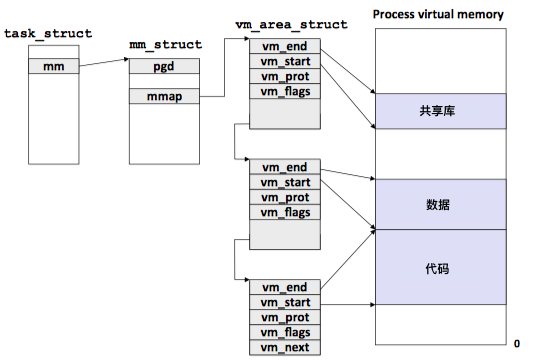 task_struct
mm
mm_struct
pgd
mmap
vm_area_struct
vm_end
vm_start
vm_prot
vm_flags
vm_end
vm_start
vm_prot
vm_flags
vm_end
vm_start
vm_prot
vm_flags
vm_next
Process virtual memory
共享库
数据
代码
0